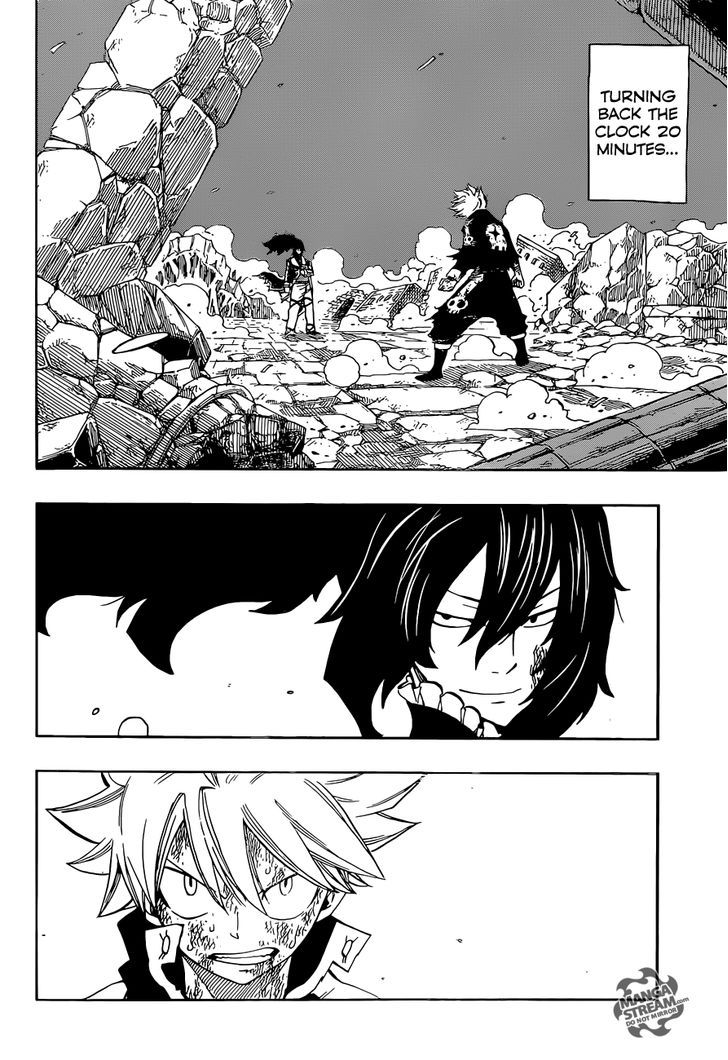 TURNING
BACK THE
CLOCK 20
MINUTES...
MANGA
STREAM.com
DO NOT MIRROR